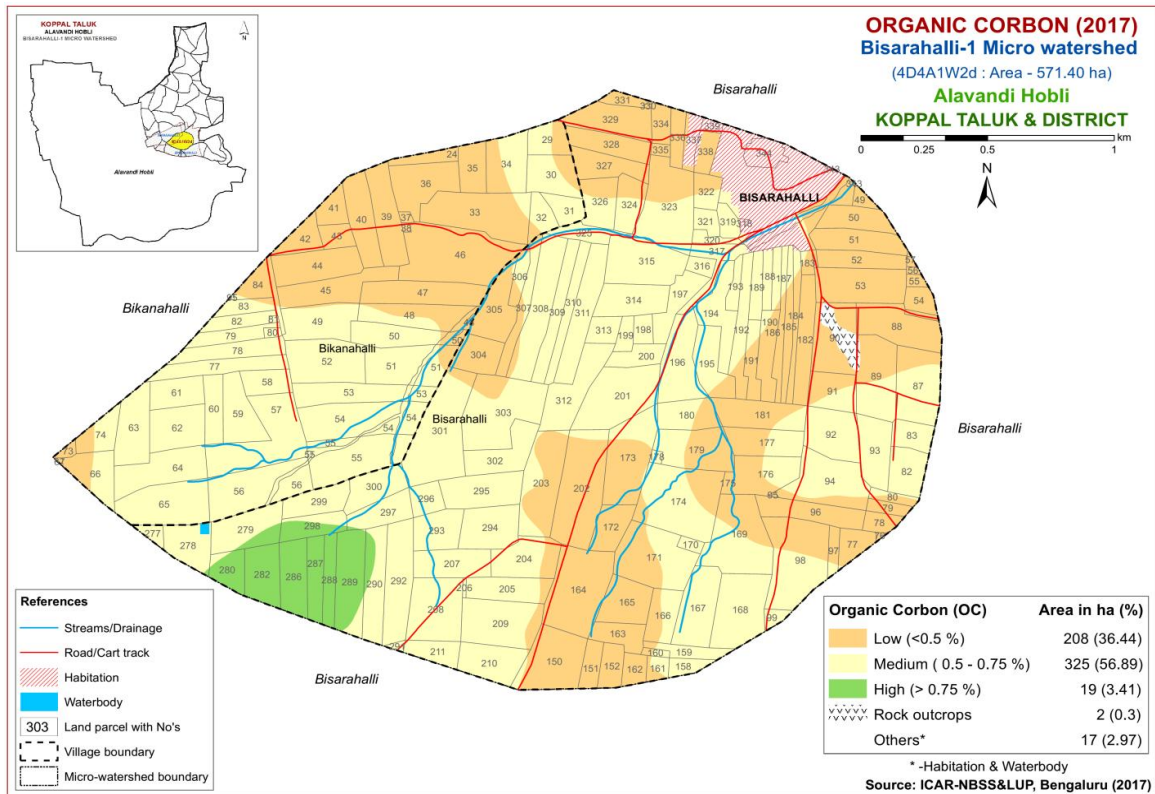 KOPPAL TALUK
ALAVANDI HOBLI
BISARAHALLI-1 MICRO WATERSHED
N
Alavandi Hobli
ORGANIC CORBON (2017)
Bisarahalli-1 Micro watershed
(4D4A1W2d : Area - 571.40 ha)
Alavandi Hobli
KOPPAL TALUK & DISTRICT
km
0 0.25 0.5 1
N
Bisarahalli
331 330
329 334 339
29 328 336 337 338 344
24 34 335
35 30 327
36 322 BISARAHALLI
41 326 324 323 49
40 39 37 33 32 31 321 319 318 50
38 325 320 51
42 43 46 315 317 183 52
44 306 316 188 187 57
84 45 47 305 307 308 310 314 197 193 189 53 56
Bikanahalli
83 48 309 311 194 184 55
82 49 313 199 198 192 190 185 54
79 81 50 200 186 182 90 88
80 Bikanahalli 304 196 195 191
78 52 51 51 89 87
77 58 53 53 312 201 91
61 60 59 57 54 54 303 180 181
74 63 62 Bisarahalli 301 92 83
73 179 177 93
67 66 64 55 55 302 173 176 82
Bisarahalli
65 56 56 300 203 202 175 85 94
299 296 295 174 80
277 279 298 297 172 96 79
278 293 294 169 78
287 170 97 77
280 282 286 288 289 290 292 207 204 171 98
206 205 164 165 166 167 168
208 209 163 99
211 210 150 151 152 162 160 161 159 158
Bisarahalli
References
Streams/Drainage
Road/Cart track
Habitation
Waterbody
303 Land parcel with No's
Village boundary
Micro-watershed boundary
Organic Corbon (OC) Area in ha (%)
Low (<0.5 %) 208 (36.44)
Medium ( 0.5 - 0.75 %) 325 (56.89)
High (> 0.75 %) 19 (3.41)
Rock outcrops 2 (0.3)
Others* 17 (2.97)
* -Habitation & Waterbody
Source: ICAR-NBSS&LUP, Bengaluru (2017)